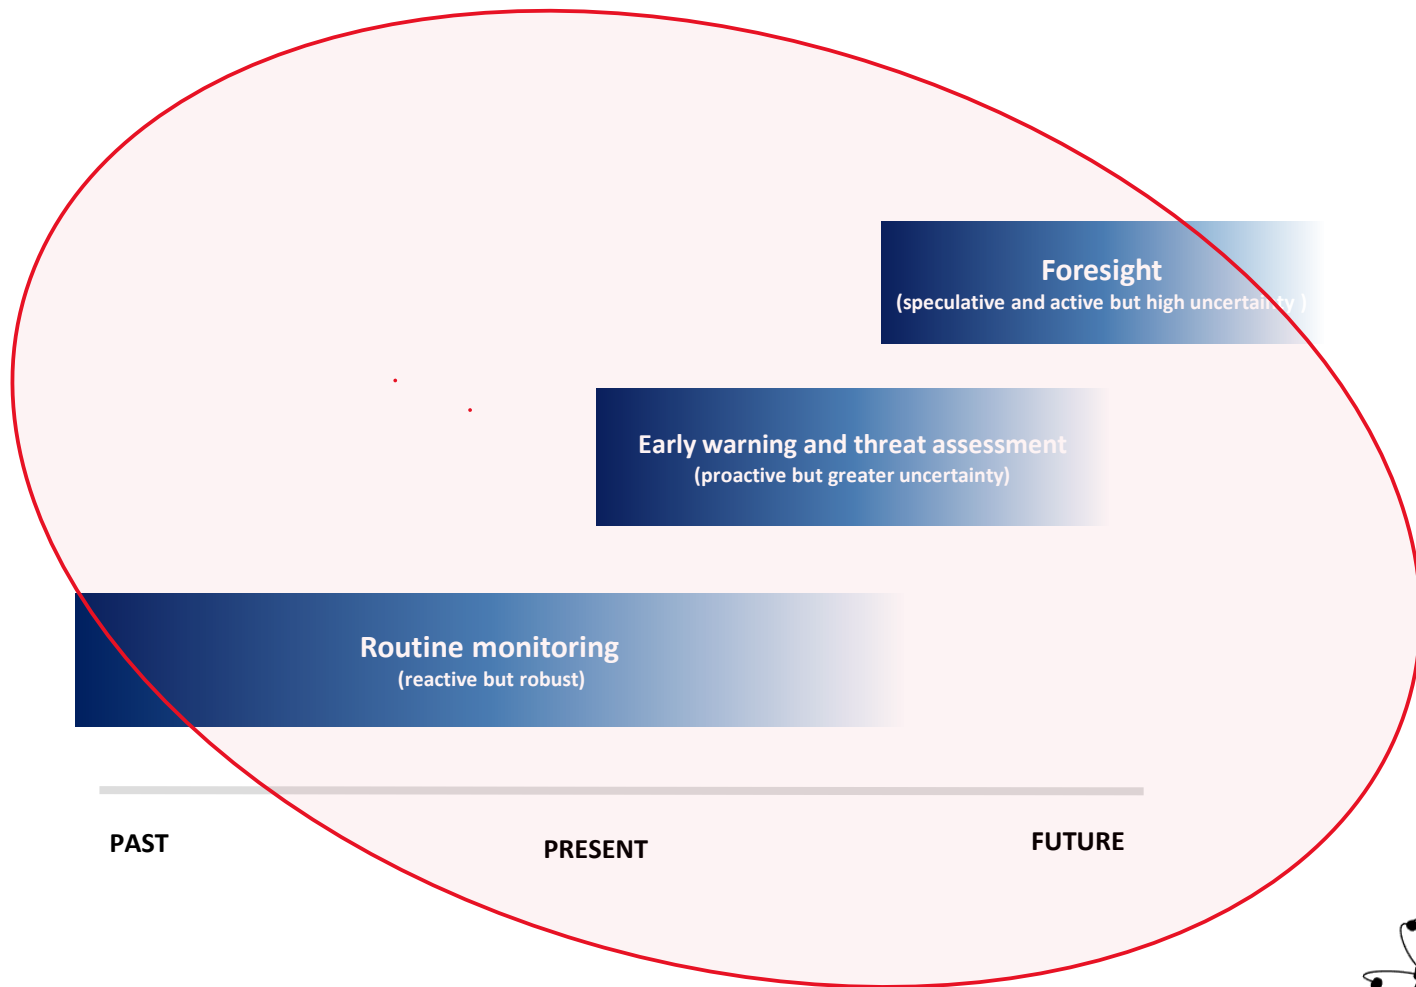 Foresight
(speculative and active but high uncertainty )
Early warning and threat assessment
(proactive but greater uncertainty)
Routine monitoring
(reactive but robust)
PAST
PRESENT
FUTURE